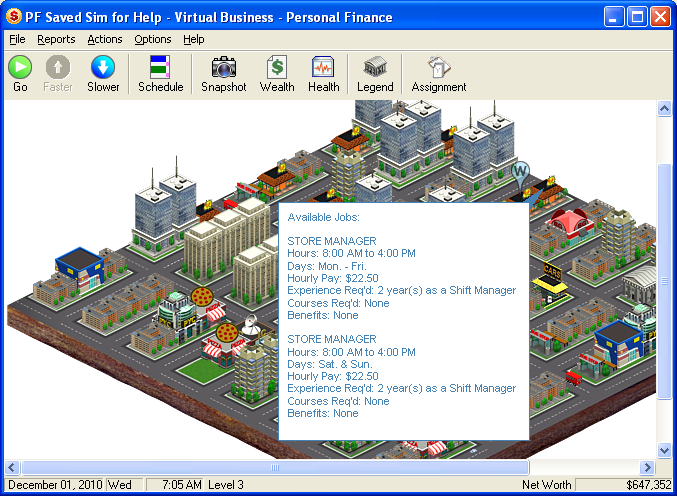 PF Saved Sim for Help - Virtual Business - Personal Finance
File Reports Actions Options Help
Go Faster Slower Schedule Snapshot Wealth Health Legend Assignment
W
Available Jobs:
STORE MANAGER
Hours: 8:00 AM to 4:00 PM
Days: Mon. - Fri.
Hourly Pay: $22.50
Experience Req'd: 2 year(s) as a Shift Manager
Courses Req'd: None
Benefits: None
STORE MANAGER
Hours: 8:00 AM to 4:00 PM
Days: Sat. & Sun.
Hourly Pay: $22.50
Experience Req'd: 2 year(s) as a Shift Manager
Courses Req'd: None
Benefits: None
CARS
PIZZA
December 01, 2010 Wed 7:05 AM Level 3 Net Worth $647,352